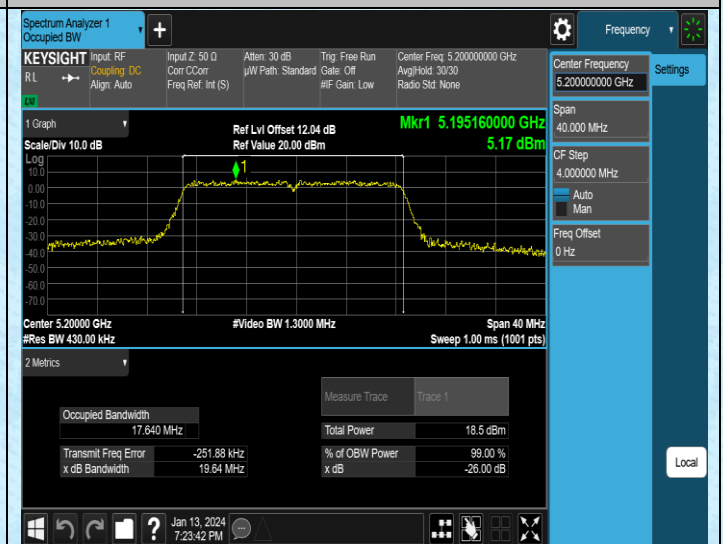 Spectrum Analyzer 1
Occupied BW
+
Frequency
KEYSIGHT
R L
LXI
Input: RF
Coupling: DC
Align: Auto
Input Z: 50 Ω
Corr CCorr
Freq Ref: Int (S)
Atten: 30 dB
µW Path: Standard
Trig: Free Run
Gate: Off
#IF Gain: Low
Center Freq: 5.200000000 GHz
Avg|Hold: 30/30
Radio Std: None
Center Frequency
5.200000000 GHz
Settings
Span
40.000 MHz
CF Step
4.000000 MHz
Auto
Man
Freq Offset
0 Hz
Local
1 Graph
Scale/Div 10.0 dB
Ref Lvl Offset 12.04 dB
Ref Value 20.00 dBm
Mkr1 5.195160000 GHz
5.17 dBm
Log
10.0
0.00
-10.0
-20.0
-30.0
-40.0
-50.0
-60.0
-70.0
1
Center 5.20000 GHz
#Res BW 430.00 kHz
#Video BW 1.3000 MHz
Span 40 MHz
Sweep 1.00 ms (1001 pts)
2 Metrics
Measure Trace Trace 1
Occupied Bandwidth
17.640 MHz
Total Power 18.5 dBm
Transmit Freq Error -251.88 kHz
% of OBW Power 99.00 %
x dB Bandwidth 19.64 MHz
x dB -26.00 dB
?
Jan 13, 2024
7:23:42 PM